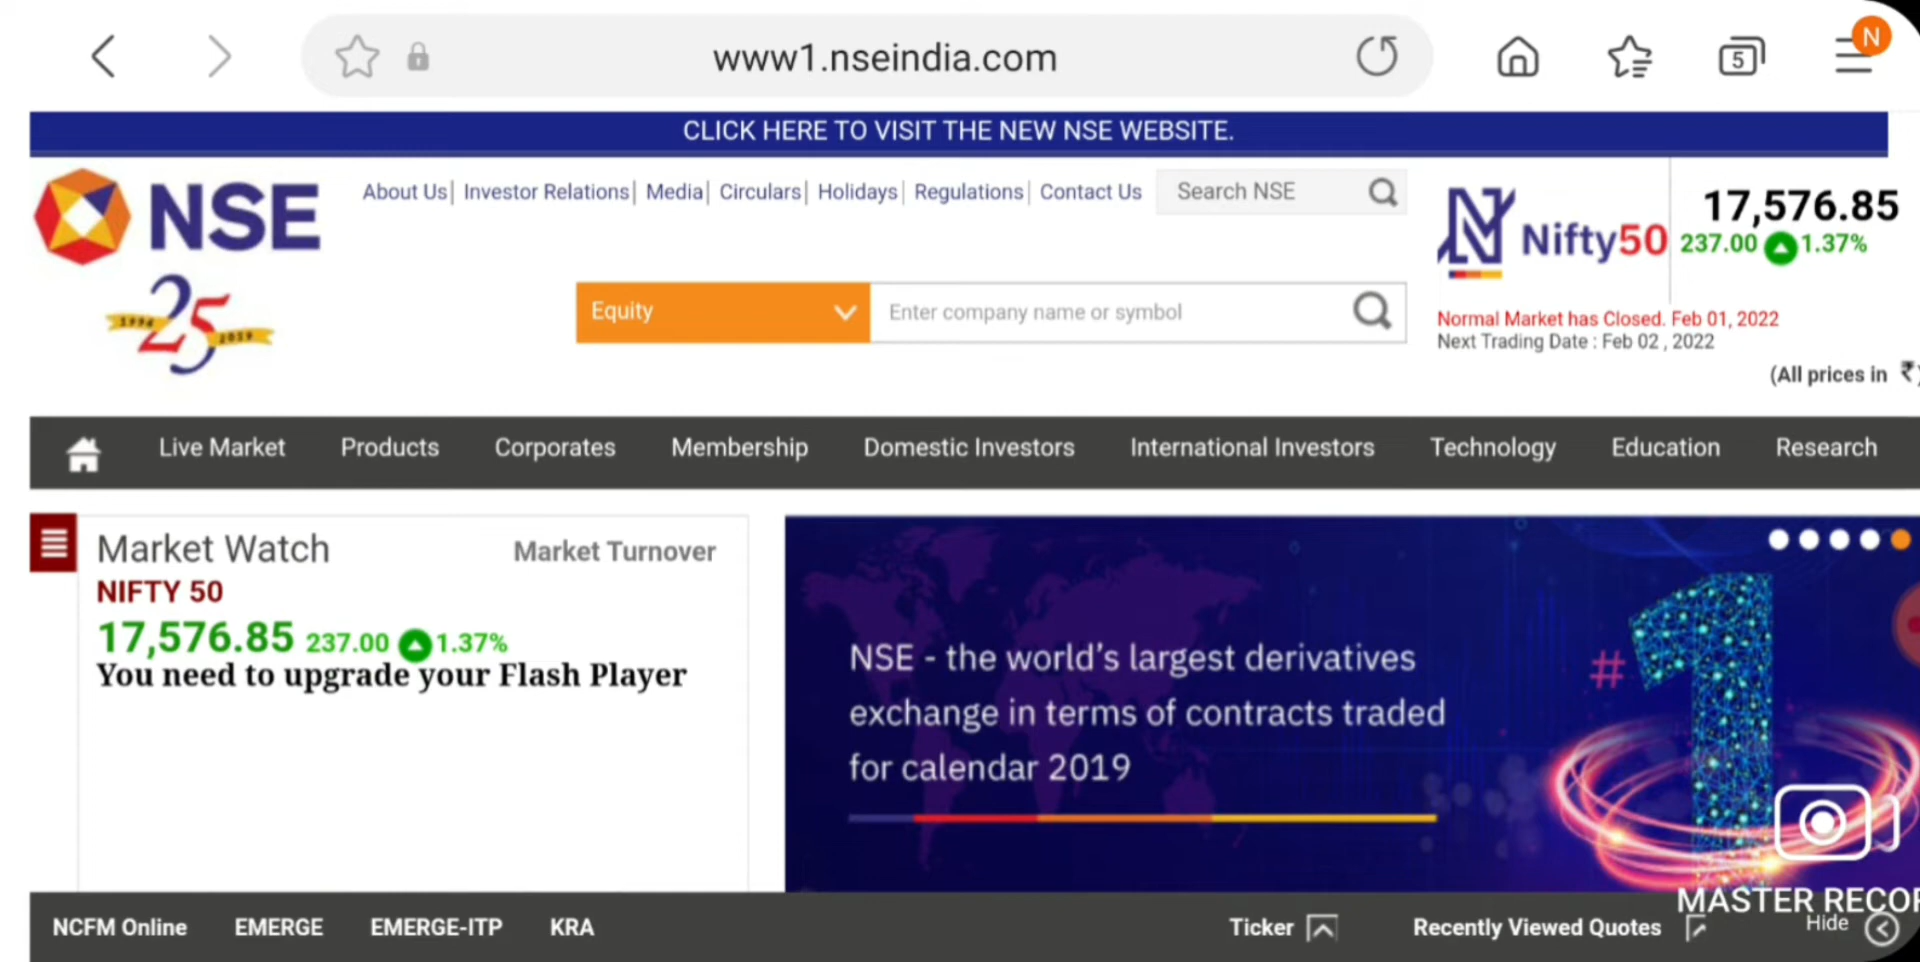 www1.nseindia.com
5
N
CLICK HERE TO VISIT THE NEW NSE WEBSITE.
NSE
About Us| Investor Relations| Media| Circulars| Holidays| Regulations| Contact Us
Search NSE
Nifty50
17,576.85
237.00 1.37%
1994 25 2019
Equity
Enter company name or symbol
Normal Market has Closed. Feb 01, 2022
Next Trading Date : Feb 02 , 2022
(All prices in ₹)
Live Market Products Corporates Membership Domestic Investors International Investors Technology Education Research
Market Watch
Market Turnover
NIFTY 50
17,576.85 237.00 1.37%
You need to upgrade your Flash Player
NSE - the world's largest derivatives
exchange in terms of contracts traded
for calendar 2019
#1
MASTER RECOR
NCFM Online EMERGE EMERGE-ITP KRA
Ticker
Recently Viewed Quotes
Hide